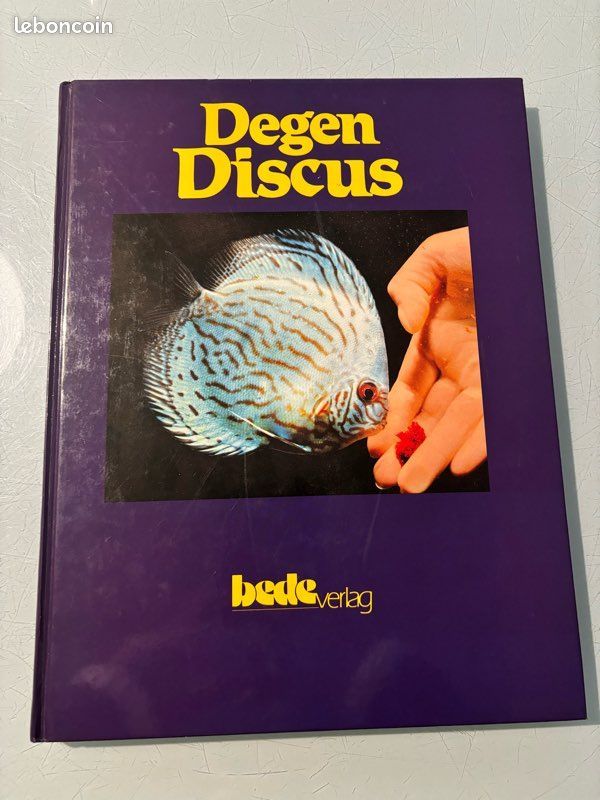 leboncoin
Degen
Discus
bede verlag